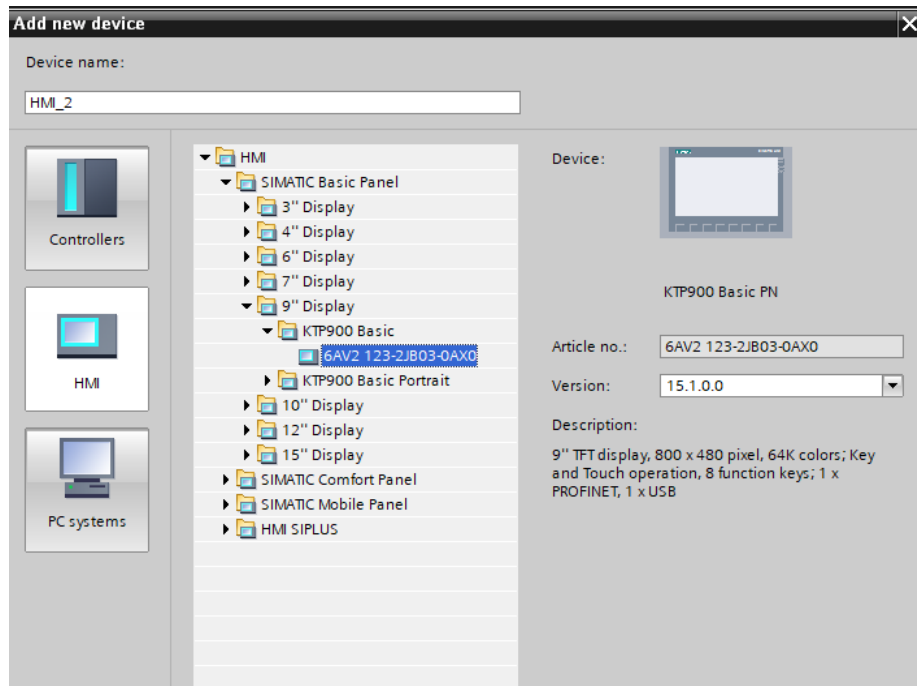 Add new device
Device name:
HMI_2
Controllers
HMI
PC systems
HMI
SIMATIC Basic Panel
3'' Display
4'' Display
6'' Display
7'' Display
9'' Display
KTP900 Basic
6AV2 123-2JB03-0AX0
KTP900 Basic Portrait
10'' Display
12'' Display
15'' Display
SIMATIC Comfort Panel
SIMATIC Mobile Panel
HMI SIPLUS
Device:
KTP900 Basic PN
Article no.:
6AV2 123-2JB03-0AX0
Version:
15.1.0.0
Description:
9'' TFT display, 800 x 480 pixel, 64K colors; Key
and Touch operation, 8 function keys; 1 x
PROFINET, 1 x USB